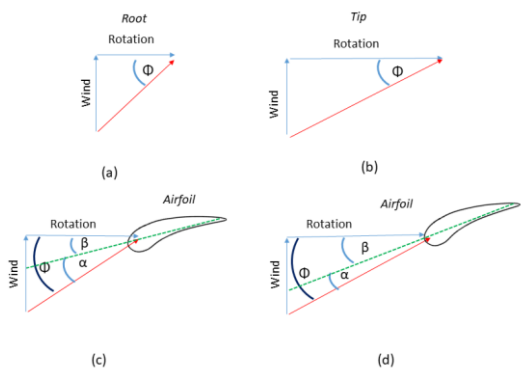 Root
Rotation
Φ
Wind
(a)
Tip
Rotation
Φ
Wind
(b)
Airfoil
Rotation
β
α
Φ
Wind
(c)
Airfoil
Rotation
β
α
Φ
Wind
(d)